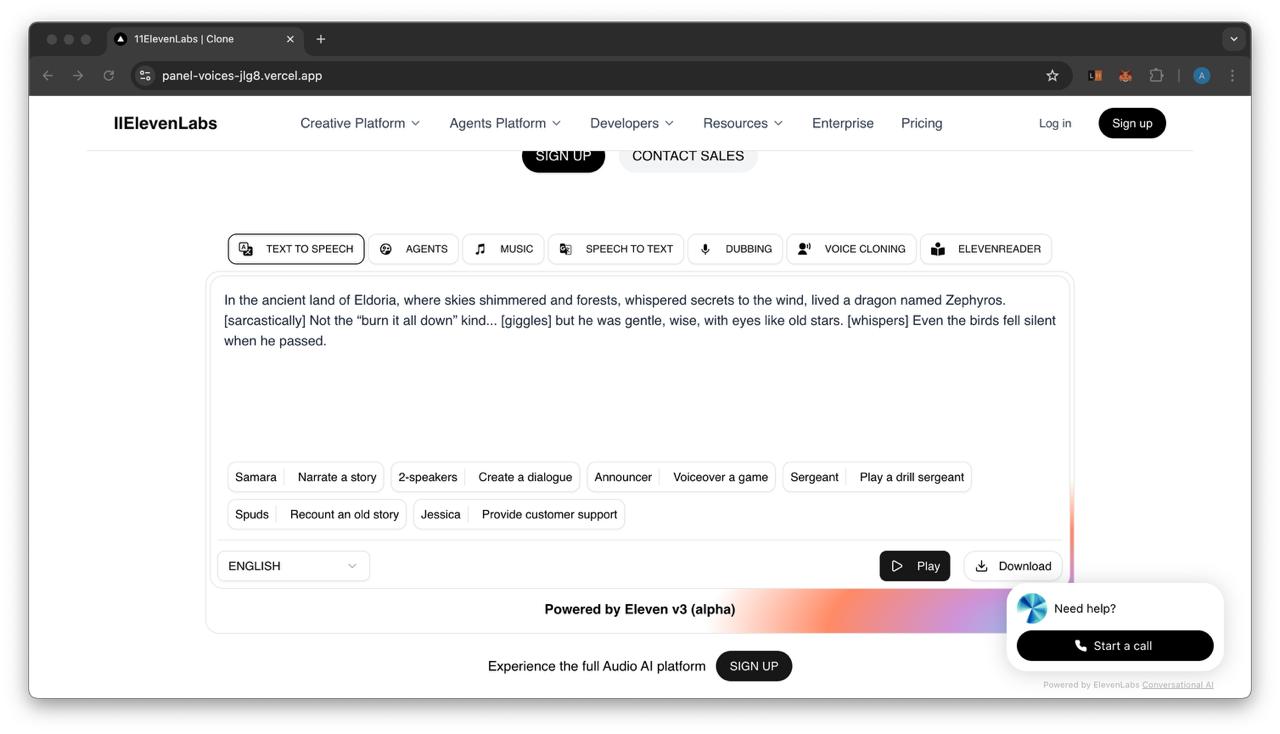 11ElevenLabs | Clone
panel-voices-jlg8.vercel.app
A
IIElevenLabs
Creative Platform
Agents Platform
Developers
Resources
Enterprise
Pricing
Log in
Sign up
SIGN UP
CONTACT SALES
TEXT TO SPEECH
AGENTS
MUSIC
SPEECH TO TEXT
DUBBING
VOICE CLONING
ELEVENREADER
In the ancient land of Eldoria, where skies shimmered and forests, whispered secrets to the wind, lived a dragon named Zephyros.
[sarcastically] Not the “burn it all down” kind... [giggles] but he was gentle, wise, with eyes like old stars. [whispers] Even the birds fell silent
when he passed.
Samara Narrate a story
2-speakers Create a dialogue
Announcer Voiceover a game
Sergeant Play a drill sergeant
Spuds Recount an old story
Jessica Provide customer support
ENGLISH
Play
Download
Powered by Eleven v3 (alpha)
Need help?
Start a call
Experience the full Audio AI platform
SIGN UP
Powered by ElevenLabs Conversational AI